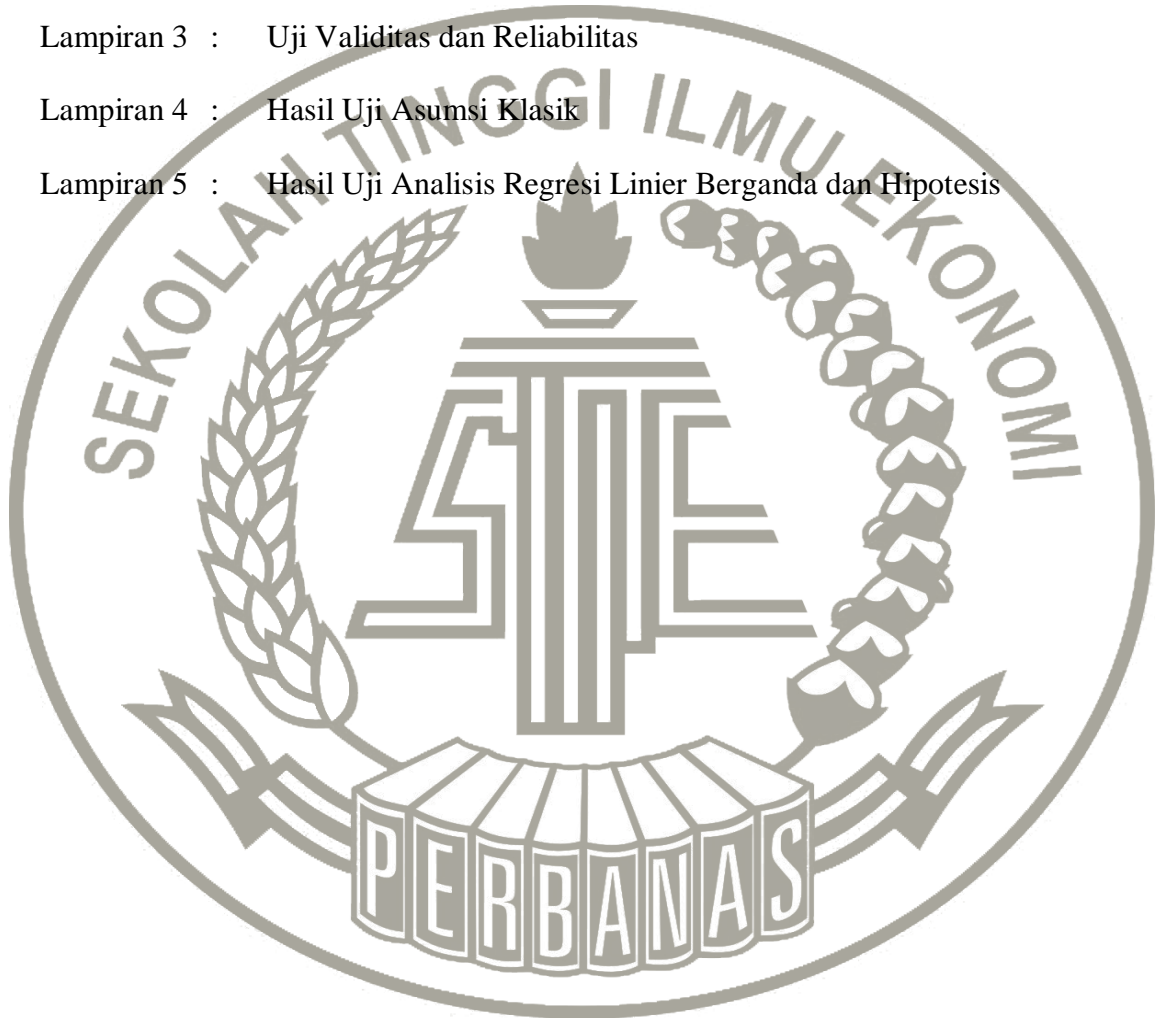 Lampiran 3 : Uji Validitas dan Reliabilitas
Lampiran 4 : Hasil Uji Asumsi Klasik
Lampiran 5 : Hasil Uji Analisis Regresi Linier Berganda dan Hipotesis
SEKOLAH TINGGI ILMU EKONOMI
STIE
PERBANAS